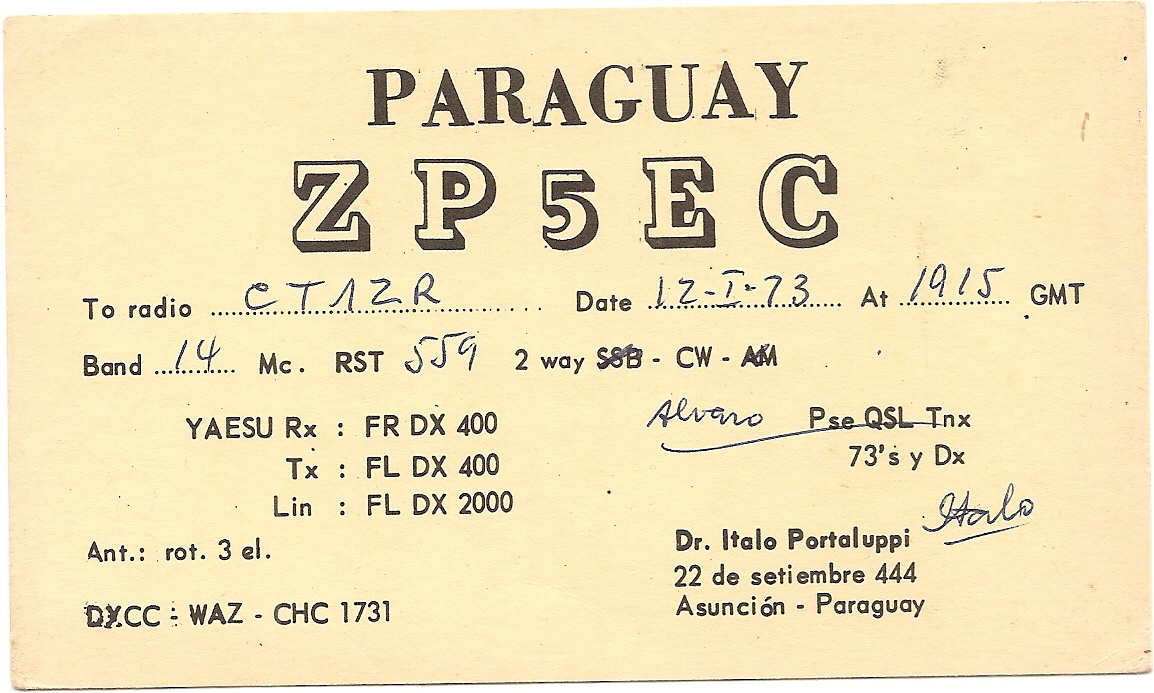 PARAGUAY
ZP5EC
To radio CT1ZR Date 12-I-73 At 1915 GMT
Band 14 Mc. RST 559 2 way SSB - CW - AM
YAESU Rx : FR DX 400
Alvaro Pse QSL Tnx
Tx : FL DX 400
73's y Dx
Lin : FL DX 2000
Italo
Ant.: rot. 3 el.
Dr. Italo Portaluppi
22 de setiembre 444
DXCC - WAZ - CHC 1731
Asunción - Paraguay